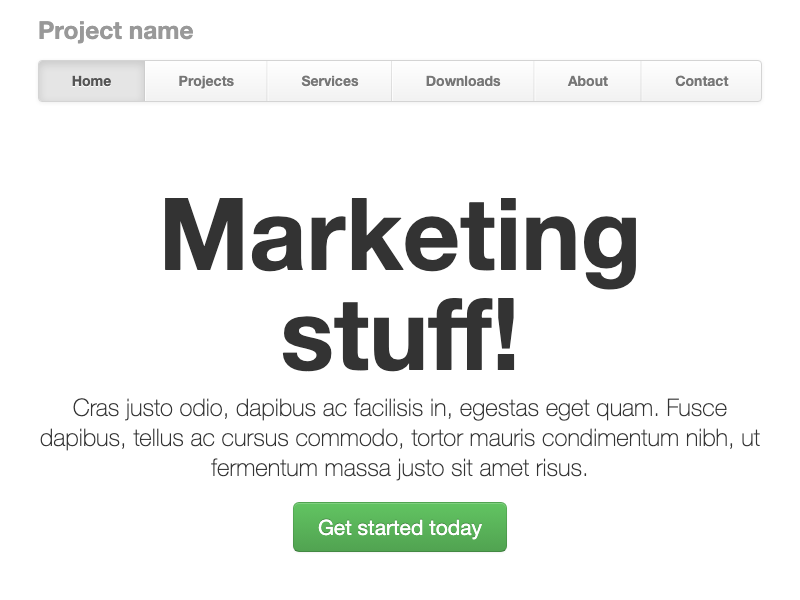 Project name
Home Projects Services Downloads About Contact
Marketing
stuff!
Cras justo odio, dapibus ac facilisis in, egestas eget quam. Fusce
dapibus, tellus ac cursus commodo, tortor mauris condimentum nibh, ut
fermentum massa justo sit amet risus.
Get started today